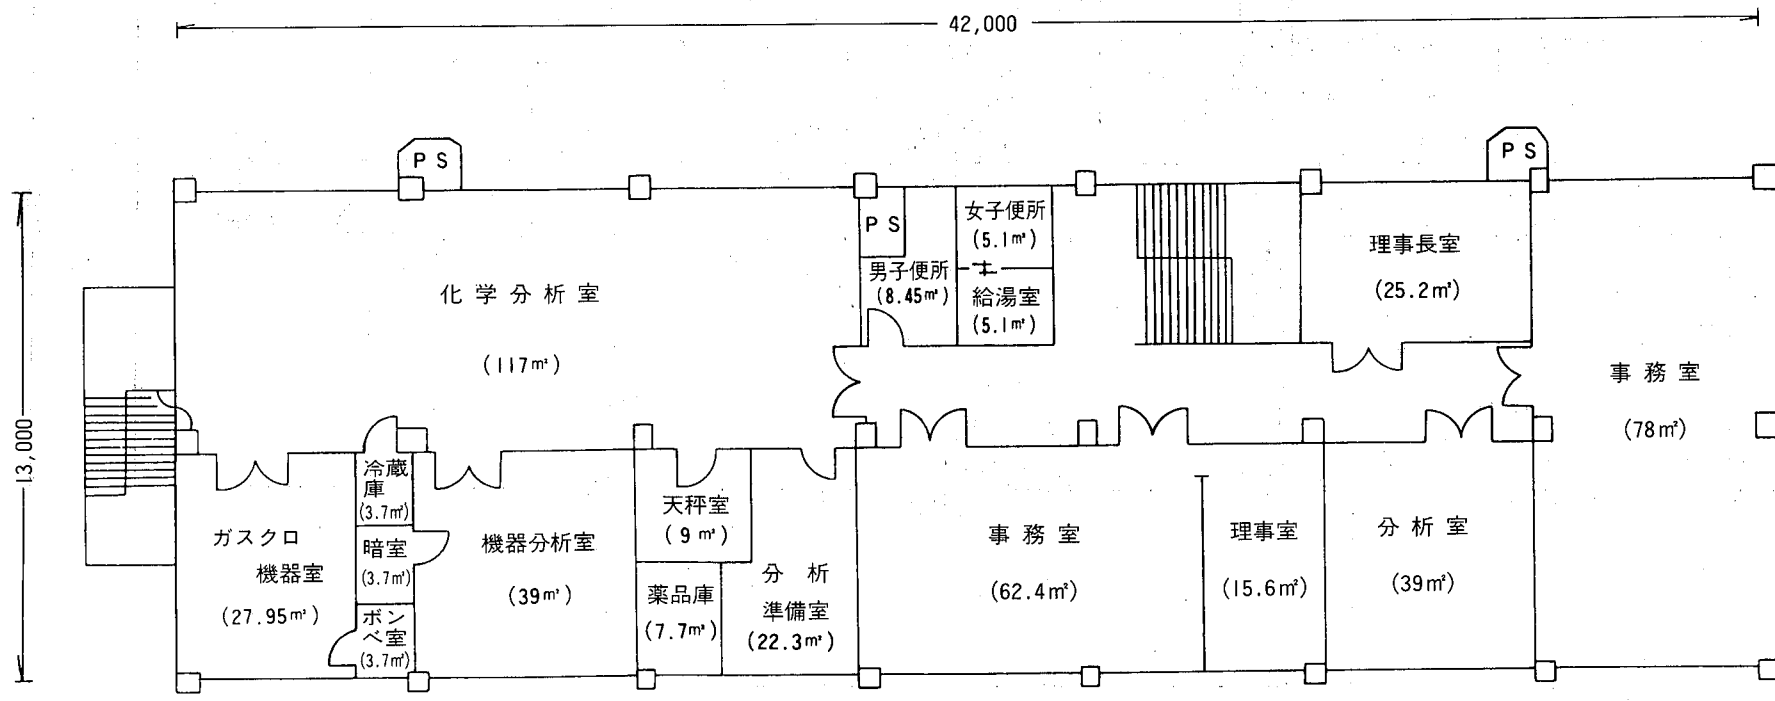 42,000
13,000
P S
P S
P S
化学分析室
(117㎡)
男子便所
(8.45㎡)
女子便所
(5.1㎡)
給湯室
(5.1㎡)
理事長室
(25.2㎡)
事務室
(78㎡)
ガスクロ
機器室
(27.95㎡)
冷蔵
庫
(3.7㎡)
暗室
(3.7㎡)
ボン
ベ室
(3.7㎡)
機器分析室
(39㎡)
天秤室
(9㎡)
薬品庫
(7.7㎡)
分析
準備室
(22.3㎡)
事務室
(62.4㎡)
理事室
(15.6㎡)
分析室
(39㎡)